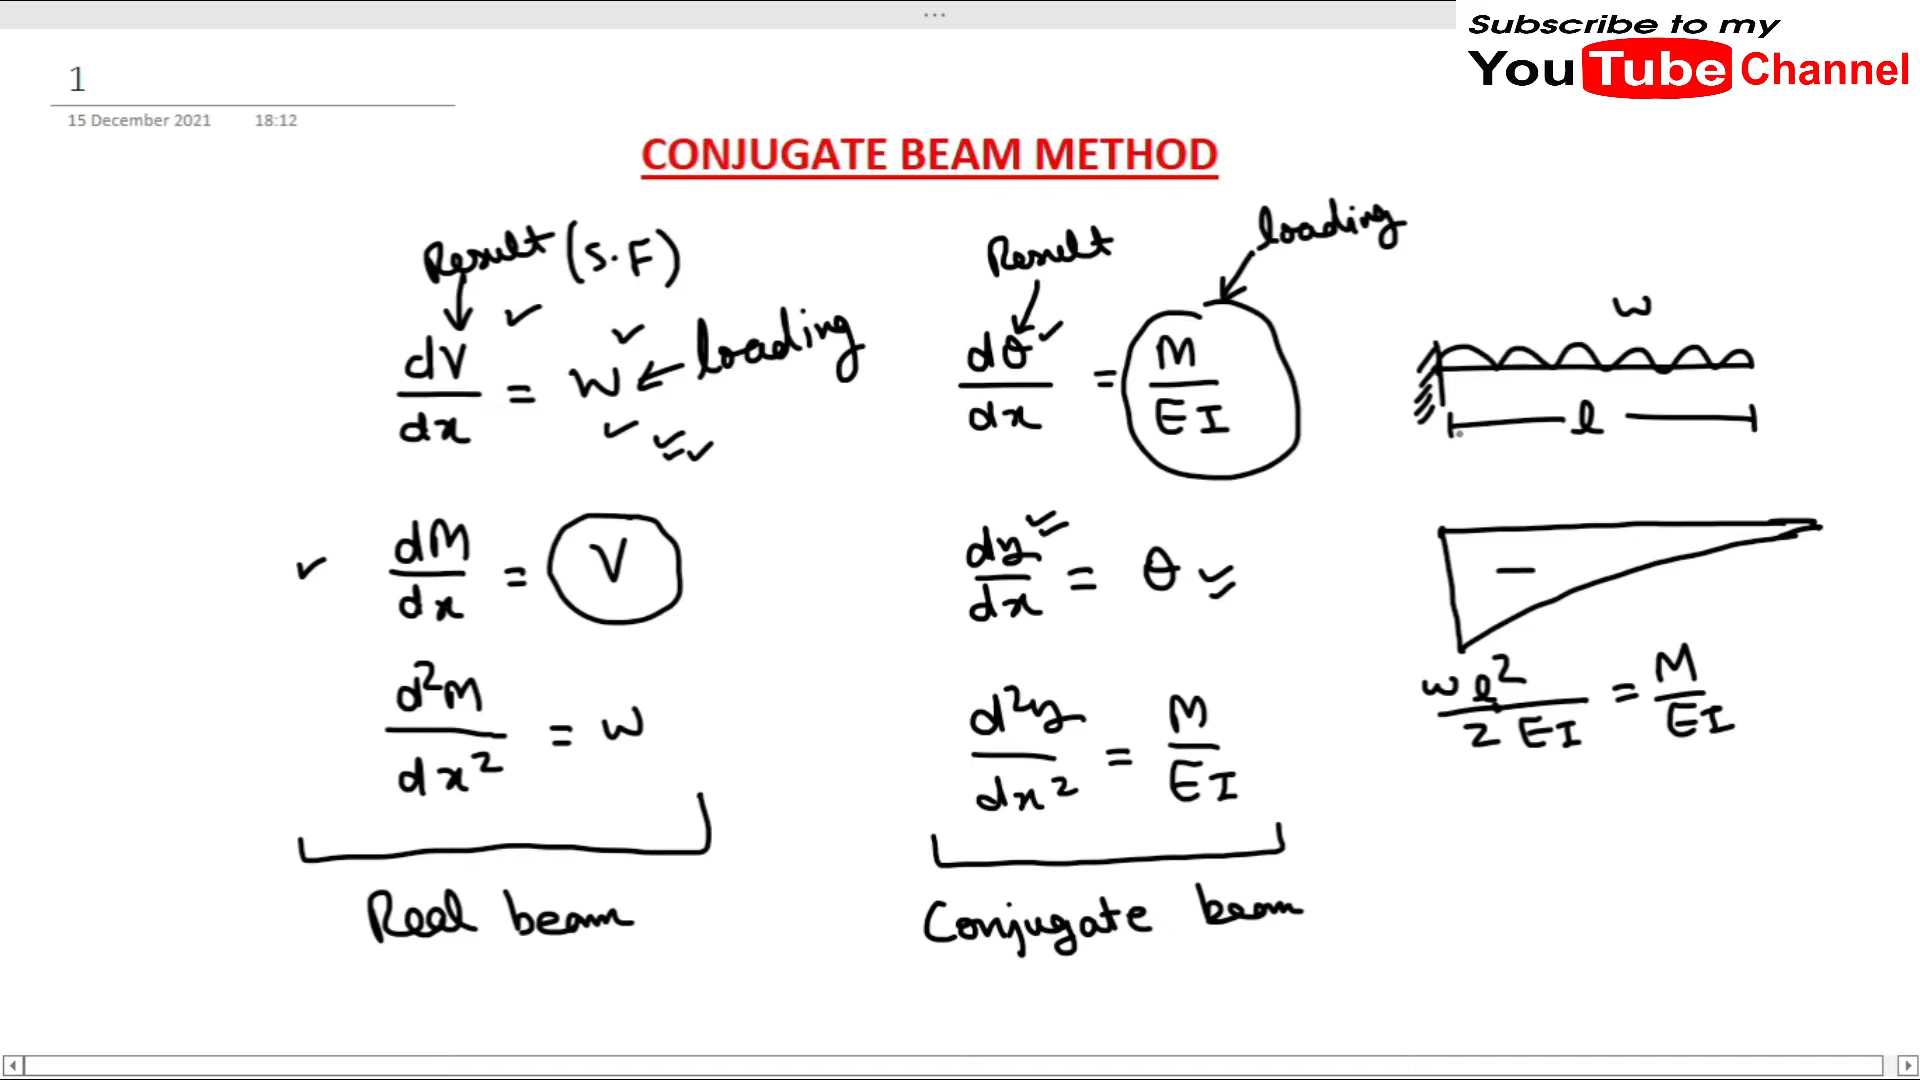 ...
Subscribe to my
YouTube Channel
1
15 December 2021 18:12
CONJUGATE BEAM METHOD
Result (S.F)
dV/dx = w ← loading
dM/dx = V
d²M/dx² = w
Real beam
Result
loading
dθ/dx = M/EI
dy/dx = θ
d²y/dx² = M/EI
Conjugate beam
w
l
−
wl²/2EI = M/EI